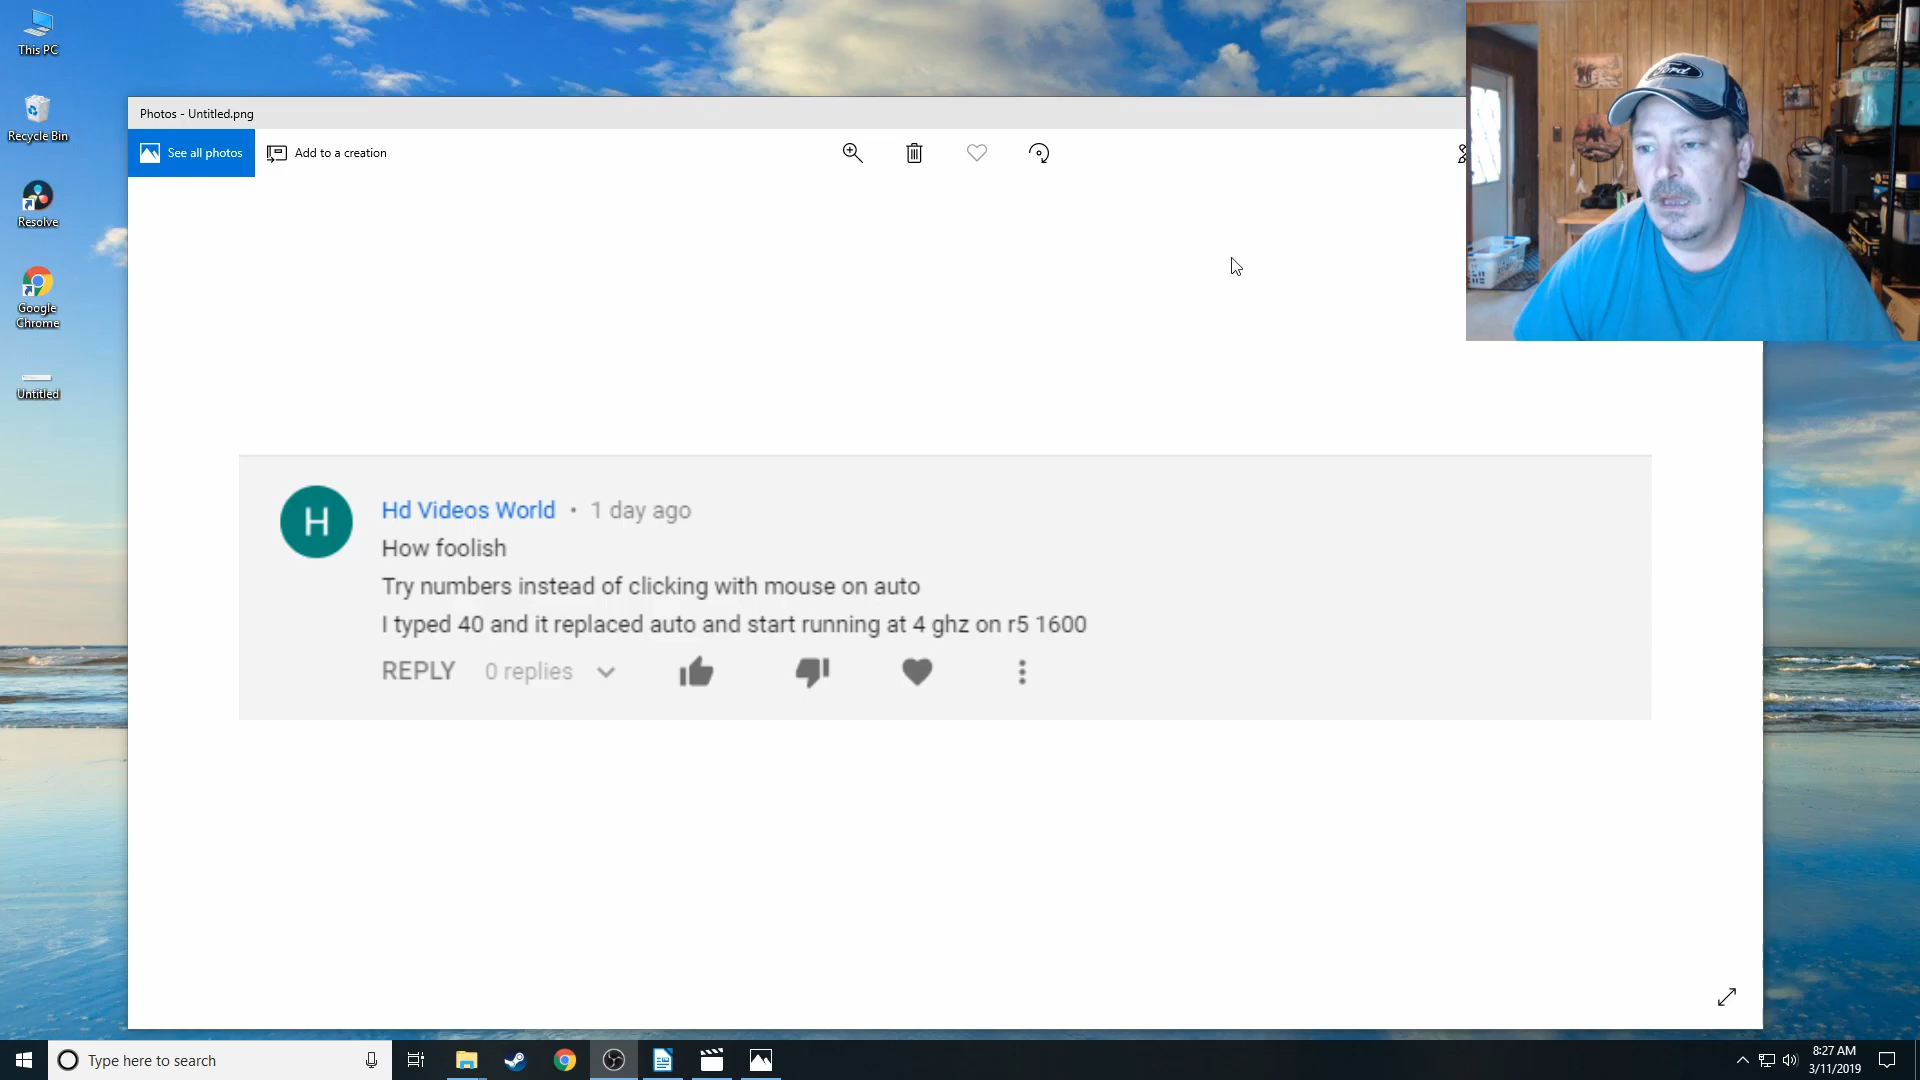 This PC
Recycle Bin
Resolve
Google
Chrome
Untitled
Photos - Untitled.png
See all photos
Add to a creation
Ford
H
Hd Videos World • 1 day ago
How foolish
Try numbers instead of clicking with mouse on auto
I typed 40 and it replaced auto and start running at 4 ghz on r5 1600
REPLY 0 replies
Type here to search
8:27 AM
3/11/2019